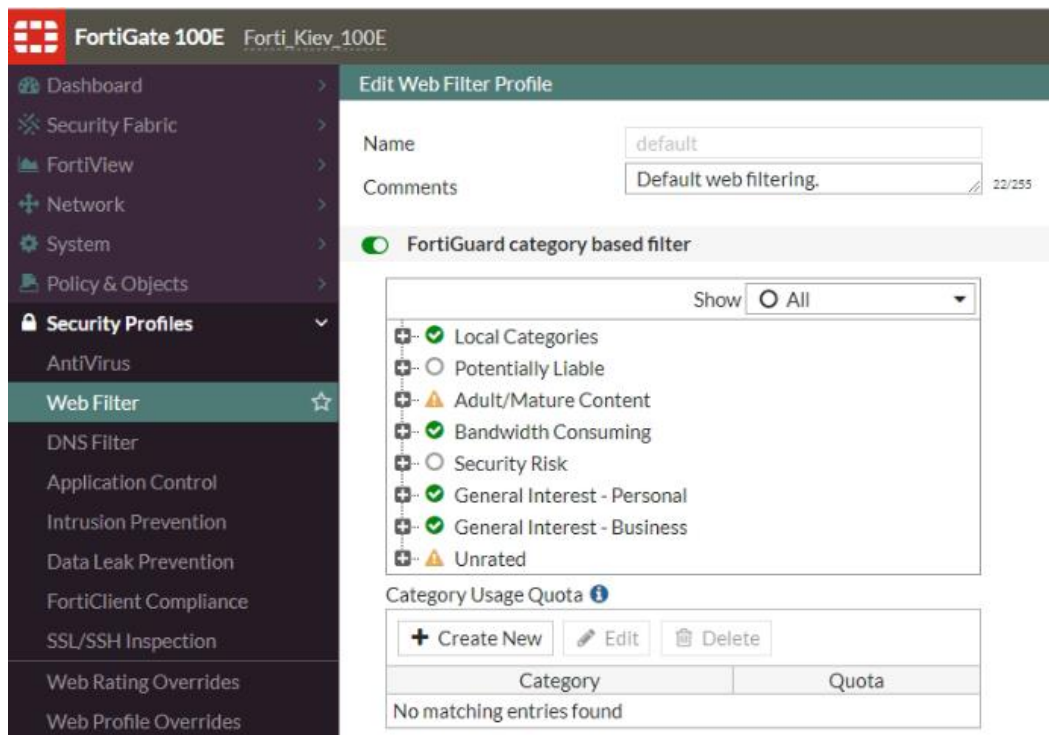 FortiGate 100E Forti_Kiev_100E
Dashboard
Security Fabric
FortiView
Network
System
Policy & Objects
Security Profiles
AntiVirus
Web Filter
DNS Filter
Application Control
Intrusion Prevention
Data Leak Prevention
FortiClient Compliance
SSL/SSH Inspection
Web Rating Overrides
Web Profile Overrides
Edit Web Filter Profile
Name default
Comments Default web filtering. 22/255
FortiGuard category based filter
Show All
Local Categories
Potentially Liable
Adult/Mature Content
Bandwidth Consuming
Security Risk
General Interest - Personal
General Interest - Business
Unrated
Category Usage Quota
Create New Edit Delete
Category Quota
No matching entries found